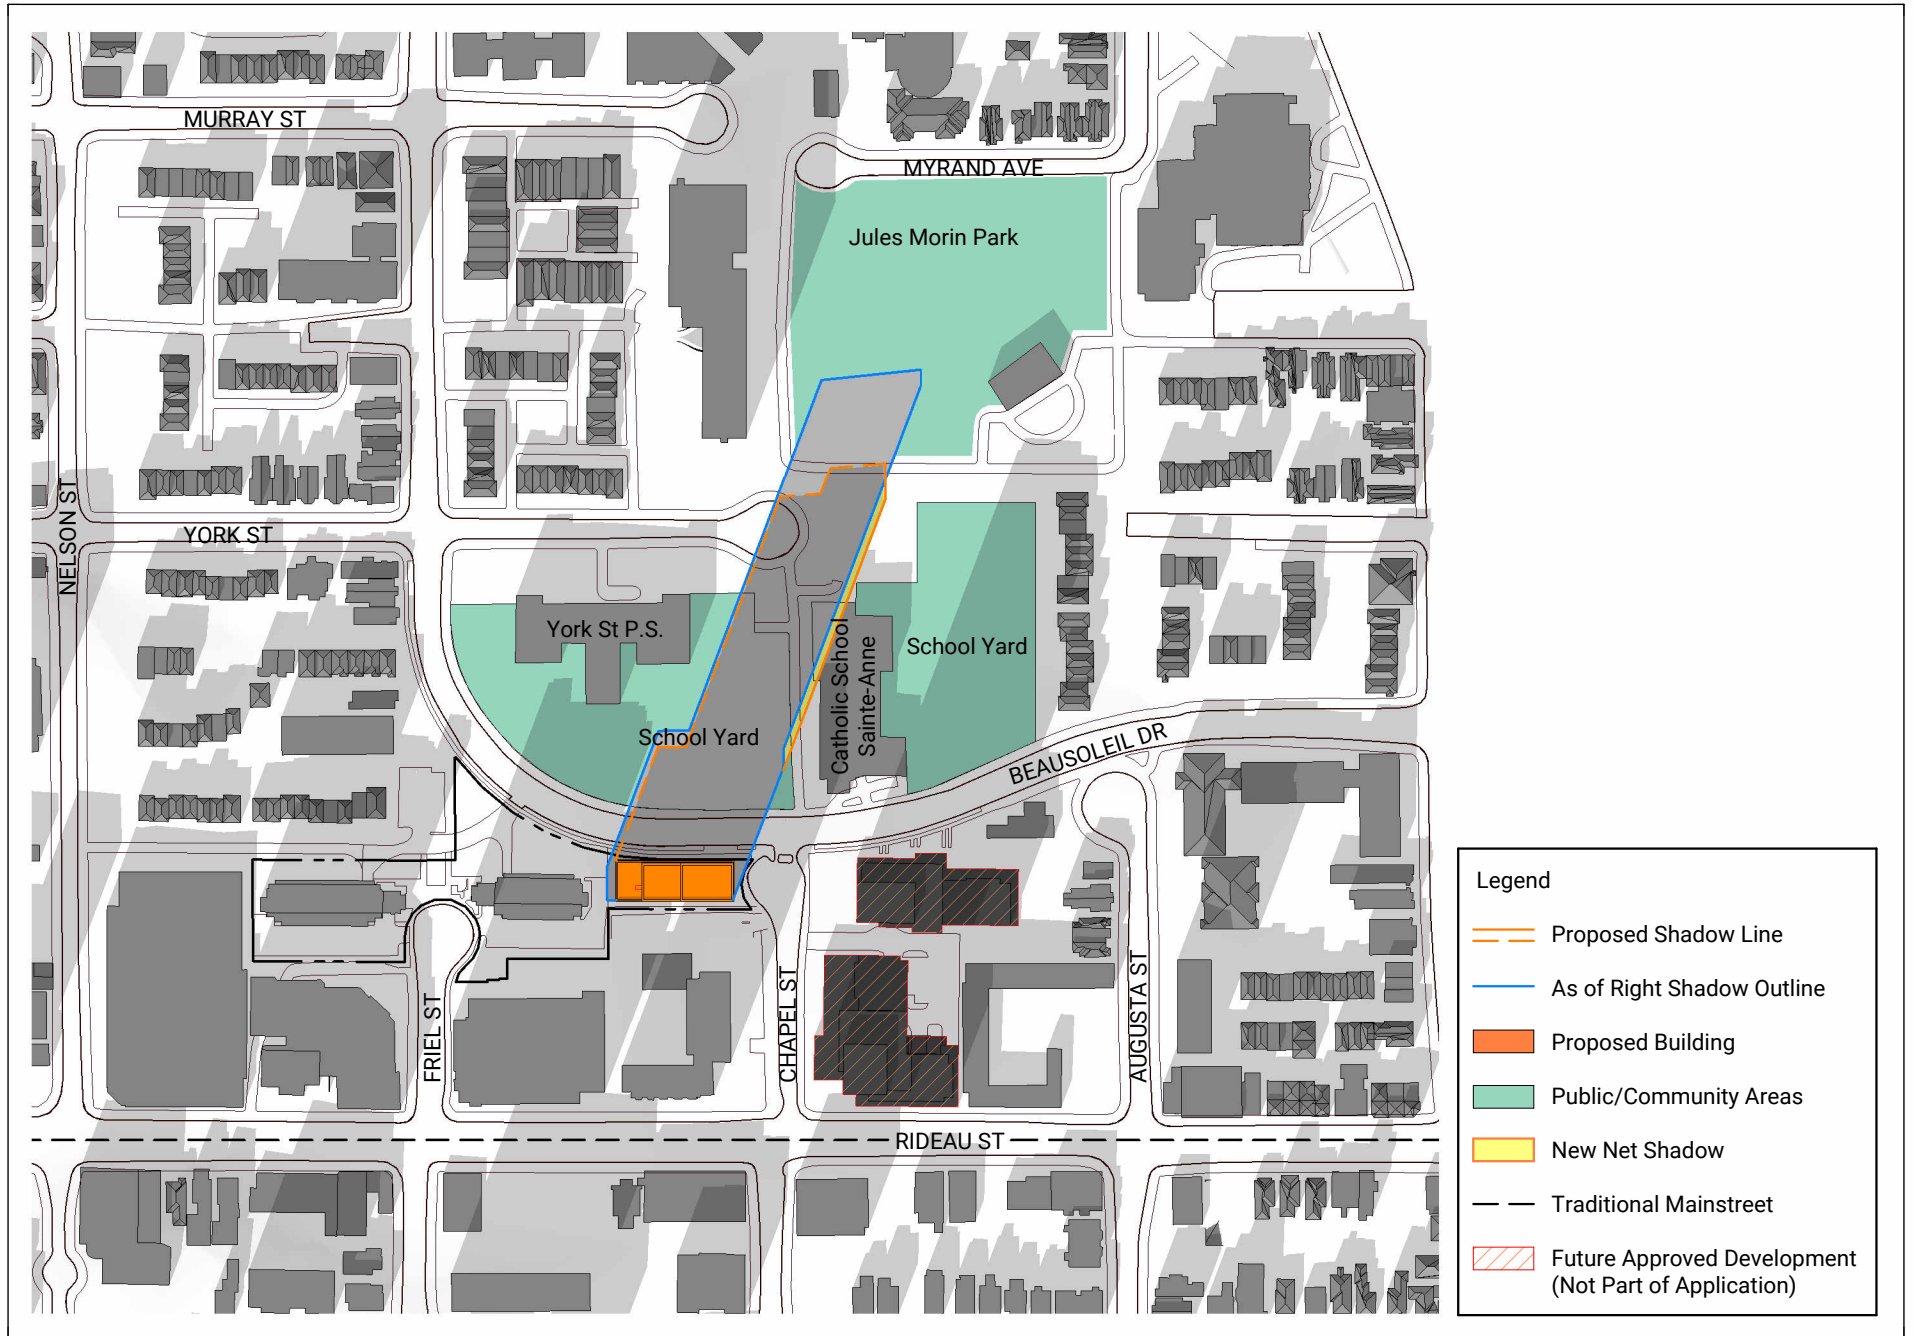 MURRAY ST
MYRAND AVE
Jules Morin Park
NELSON ST
YORK ST
York St P.S.
School Yard
Catholic School
Sainte-Anne
School Yard
BEAUSOLEIL DR
FRIEL ST
CHAPEL ST
AUGUSTA ST
RIDEAU ST
Legend
Proposed Shadow Line
As of Right Shadow Outline
Proposed Building
Public/Community Areas
New Net Shadow
Traditional Mainstreet
Future Approved Development
(Not Part of Application)